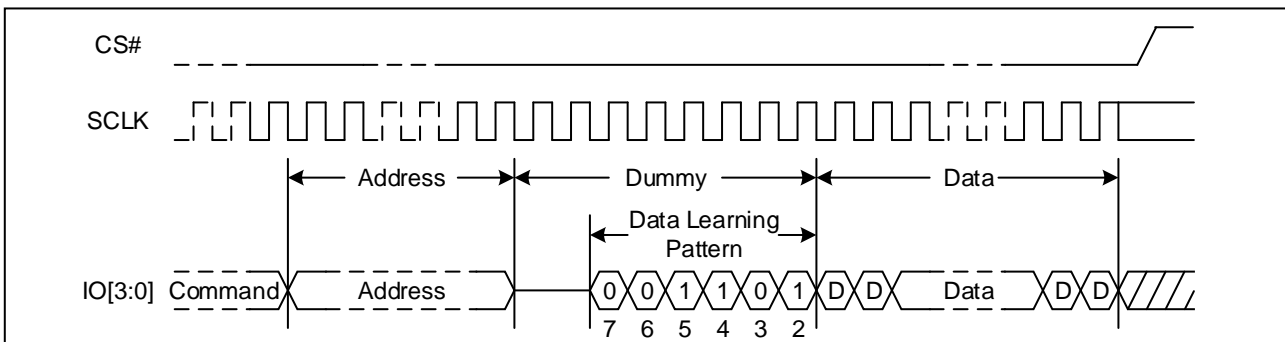 CS#
SCLK
Address Dummy Data
Data Learning
Pattern
IO[3:0] Command Address 0 0 1 1 0 1 D D Data D D
7 6 5 4 3 2